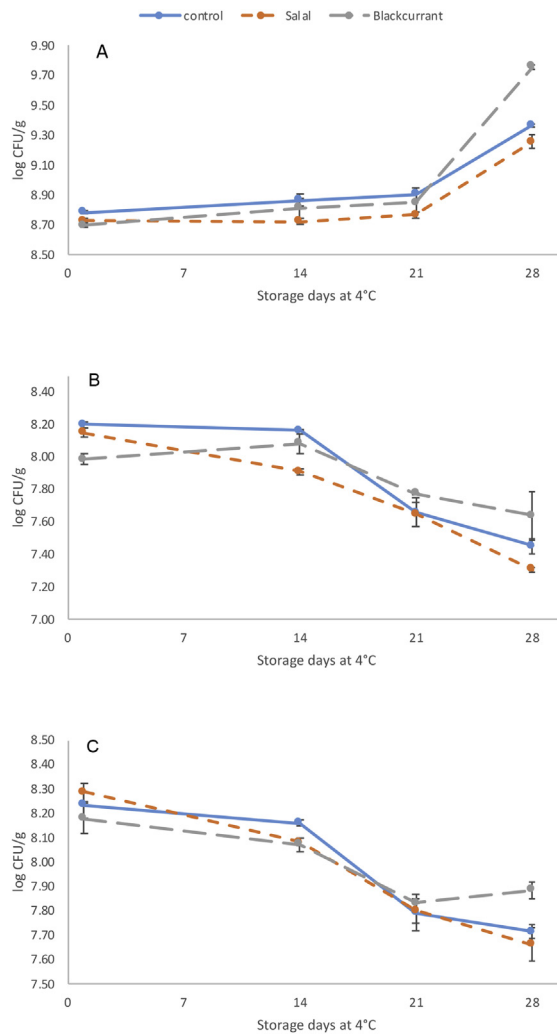 control Salal Blackcurrant
A
9.90
9.70
9.50
9.30
9.10
8.90
8.70
8.50
log CFU/g
0 7 14 21 28
Storage days at 4°C
B
8.40
8.20
8.00
7.80
7.60
7.40
7.20
7.00
log CFU/g
0 7 14 21 28
Storage days at 4°C
C
8.50
8.40
8.30
8.20
8.10
8.00
7.90
7.80
7.70
7.60
7.50
log CFU/g
0 7 14 21 28
Storage days at 4°C